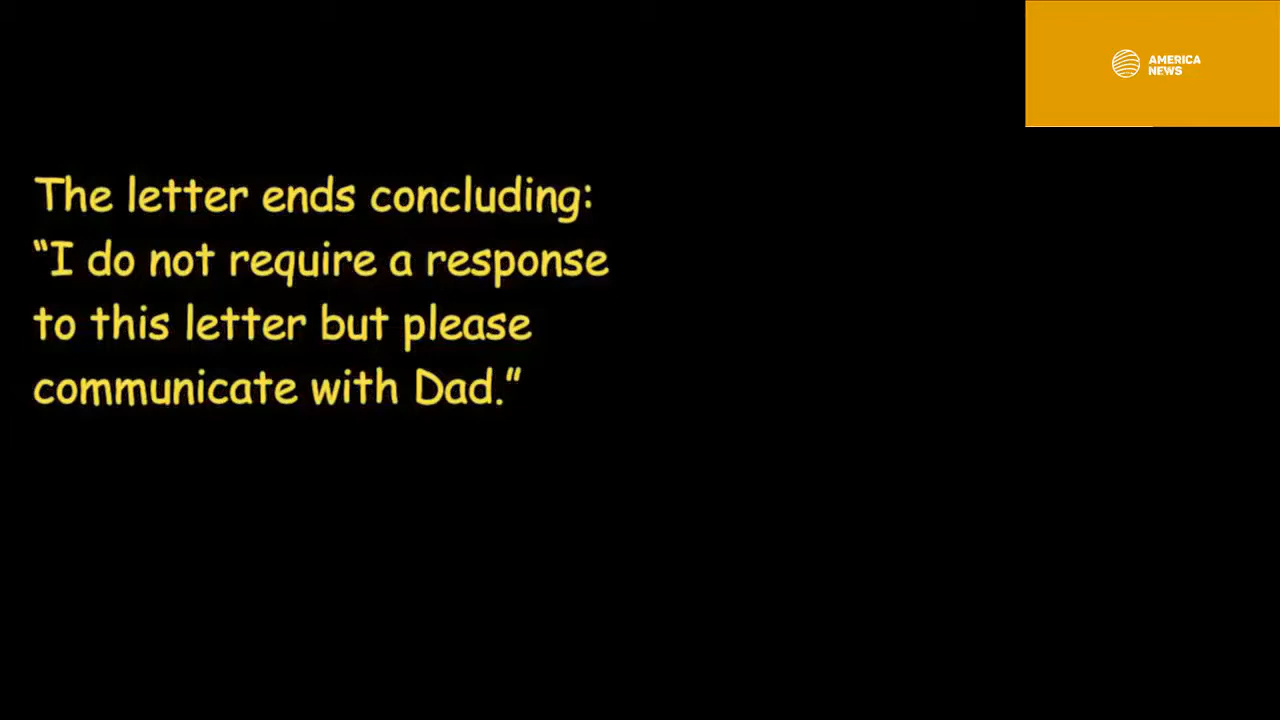 AMERICA
NEWS
The letter ends concluding:
“I do not require a response
to this letter but please
communicate with Dad.”